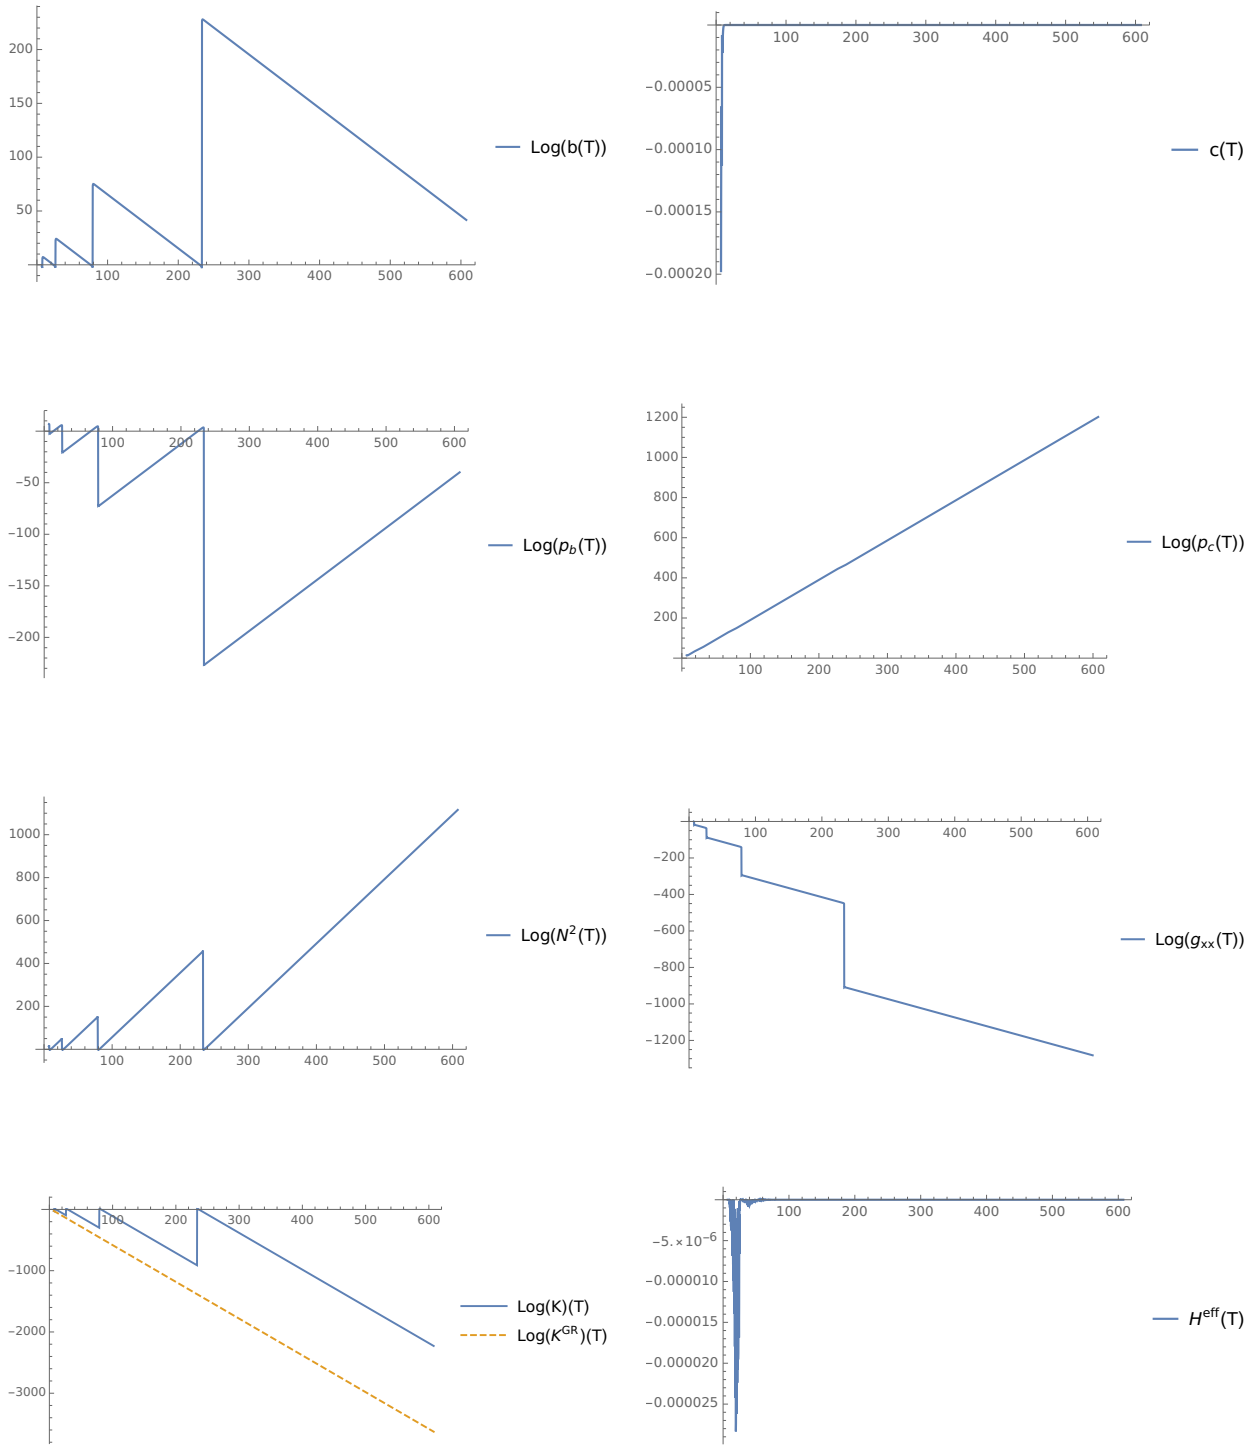 200
150
100
50
100 200 300 400 500 600
Log(b(T))
100 200 300 400 500 600
−0.00005
−0.00010
−0.00015
−0.00020
c(T)
100 200 300 400 500 600
−50
−100
−150
−200
Log(p_b(T))
1200
1000
800
600
400
200
100 200 300 400 500 600
Log(p_c(T))
1000
800
600
400
200
100 200 300 400 500 600
Log(N²(T))
100 200 300 400 500 600
−200
−400
−600
−800
−1000
−1200
Log(g_xx(T))
100 200 300 400 500 600
−1000
−2000
−3000
Log(K)(T)
Log(K^GR)(T)
100 200 300 400 500 600
−5.×10⁻⁶
−0.000010
−0.000015
−0.000020
−0.000025
H^eff(T)